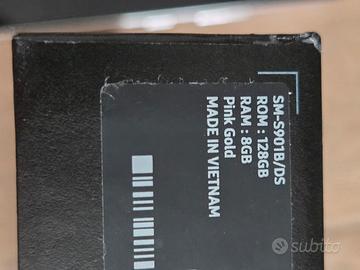 SM-S901B/DS
ROM : 128GB
RAM : 8GB
Pink Gold
MADE IN VIETNAM
subito